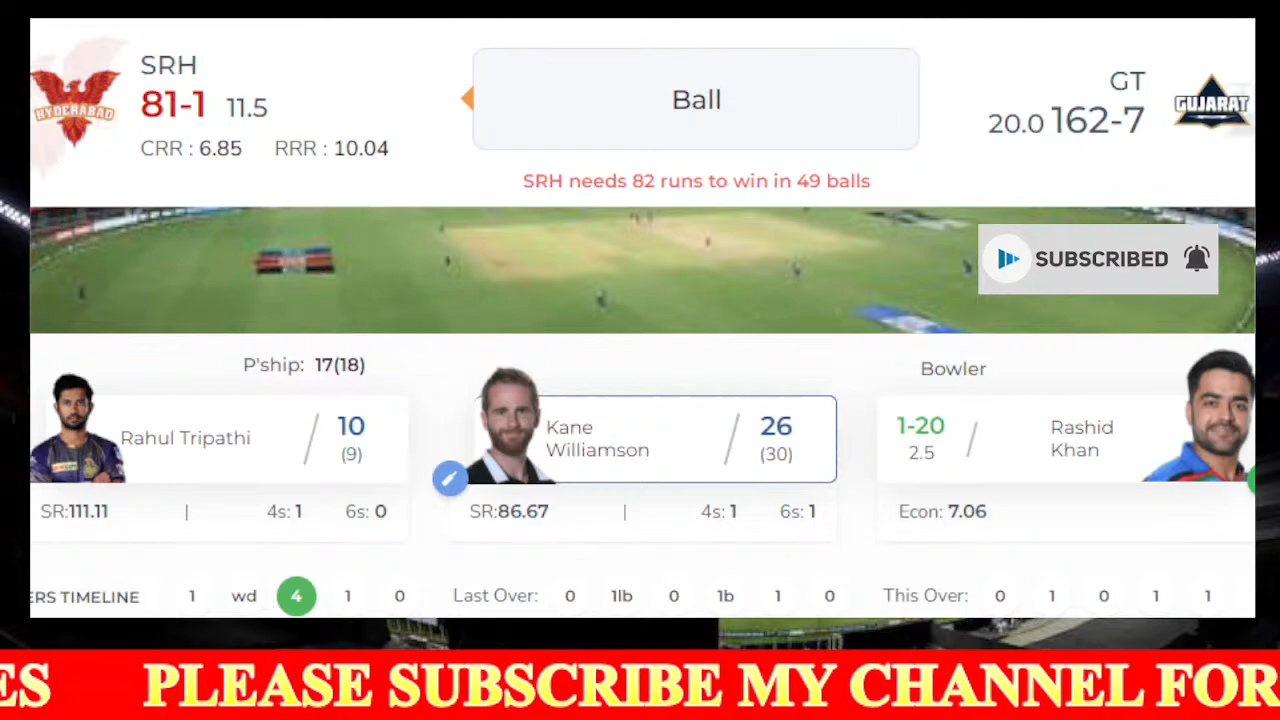 SRH
81-1 11.5
CRR : 6.85 RRR : 10.04
HYDERABAD
Ball
SRH needs 82 runs to win in 49 balls
GT
20.0 162-7
GUJARAT
SUBSCRIBED
P'ship: 17(18)
Rahul Tripathi
10
(9)
SR:111.11 | 4s: 1 6s: 0
Kane
Williamson
26
(30)
SR:86.67 | 4s: 1 6s: 1
Bowler
1-20
2.5
Rashid
Khan
Econ: 7.06
ERS TIMELINE 1 wd 4 1 0 Last Over: 0 1lb 0 1b 1 0 This Over: 0 1 0 1 1
ES PLEASE SUBSCRIBE MY CHANNEL FOR